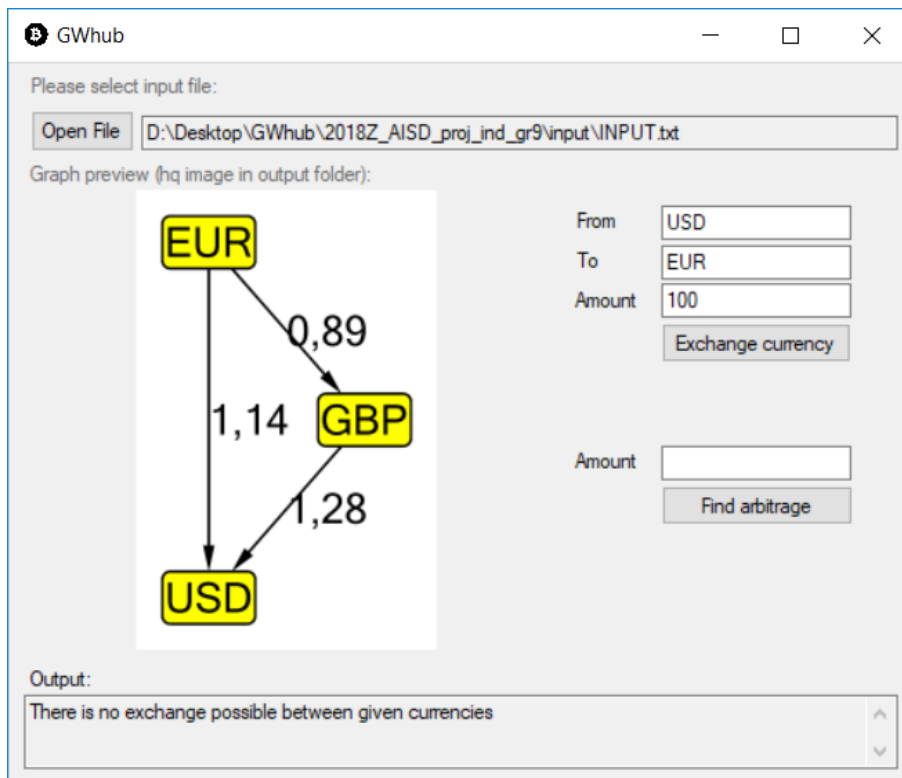 GWhub
Please select input file:
Open File D:\Desktop\GWhub\2018Z_AISD_proj_ind_gr9\input\INPUT.txt
Graph preview (hq image in output folder):
EUR
0,89
1,14
GBP
1,28
USD
From USD
To EUR
Amount 100
Exchange currency
Amount
Find arbitrage
Output:
There is no exchange possible between given currencies